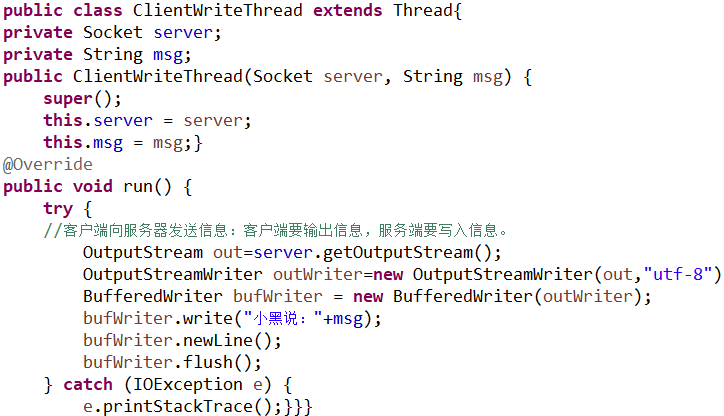 public class ClientWriteThread extends Thread{
private Socket server;
private String msg;
public ClientWriteThread(Socket server, String msg) {
    super();
    this.server = server;
    this.msg = msg;}
@Override
public void run() {
    try {
    //客户端向服务器发送信息：客户端要输出信息，服务端要写入信息。
        OutputStream out=server.getOutputStream();
        OutputStreamWriter outWriter=new OutputStreamWriter(out,"utf-8")
        BufferedWriter bufWriter = new BufferedWriter(outWriter);
        bufWriter.write("小黑说："+msg);
        bufWriter.newLine();
        bufWriter.flush();
    } catch (IOException e) {
        e.printStackTrace();}}}